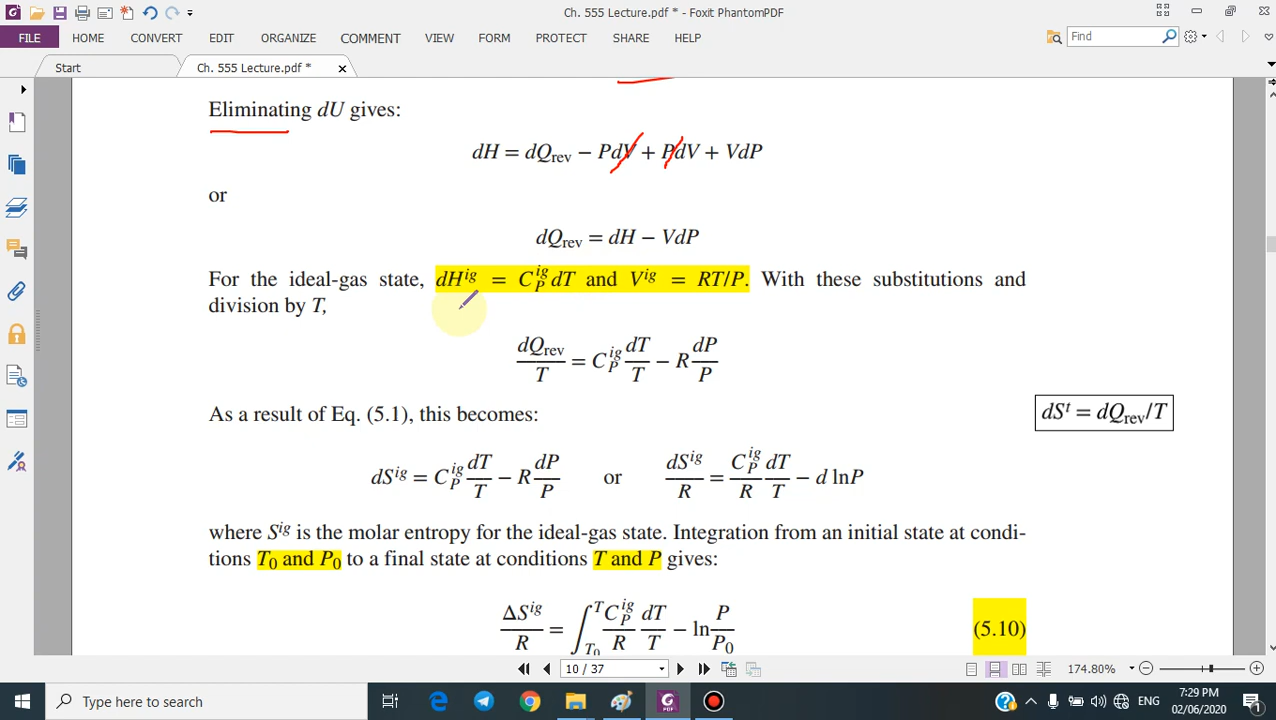 Ch. 555 Lecture.pdf * - Foxit PhantomPDF
FILE HOME CONVERT EDIT ORGANIZE COMMENT VIEW FORM PROTECT SHARE HELP Find
Start Ch. 555 Lecture.pdf *
Eliminating dU gives:
dH = dQrev − PdV + PdV + VdP
or
dQrev = dH − VdP
For the ideal-gas state, dH^ig = C_P^ig dT and V^ig = RT/P. With these substitutions and
division by T,
dQrev/T = C_P^ig dT/T − R dP/P
As a result of Eq. (5.1), this becomes:
dS^t = dQrev/T
dS^ig = C_P^ig dT/T − R dP/P or dS^ig/R = C_P^ig/R dT/T − d lnP
where S^ig is the molar entropy for the ideal-gas state. Integration from an initial state at condi-
tions T₀ and P₀ to a final state at conditions T and P gives:
ΔS^ig/R = ∫_T₀^T C_P^ig/R dT/T − ln P/P₀ (5.10)
10 / 37 174.80%
Type here to search ENG 7:29 PM
02/06/2020 1